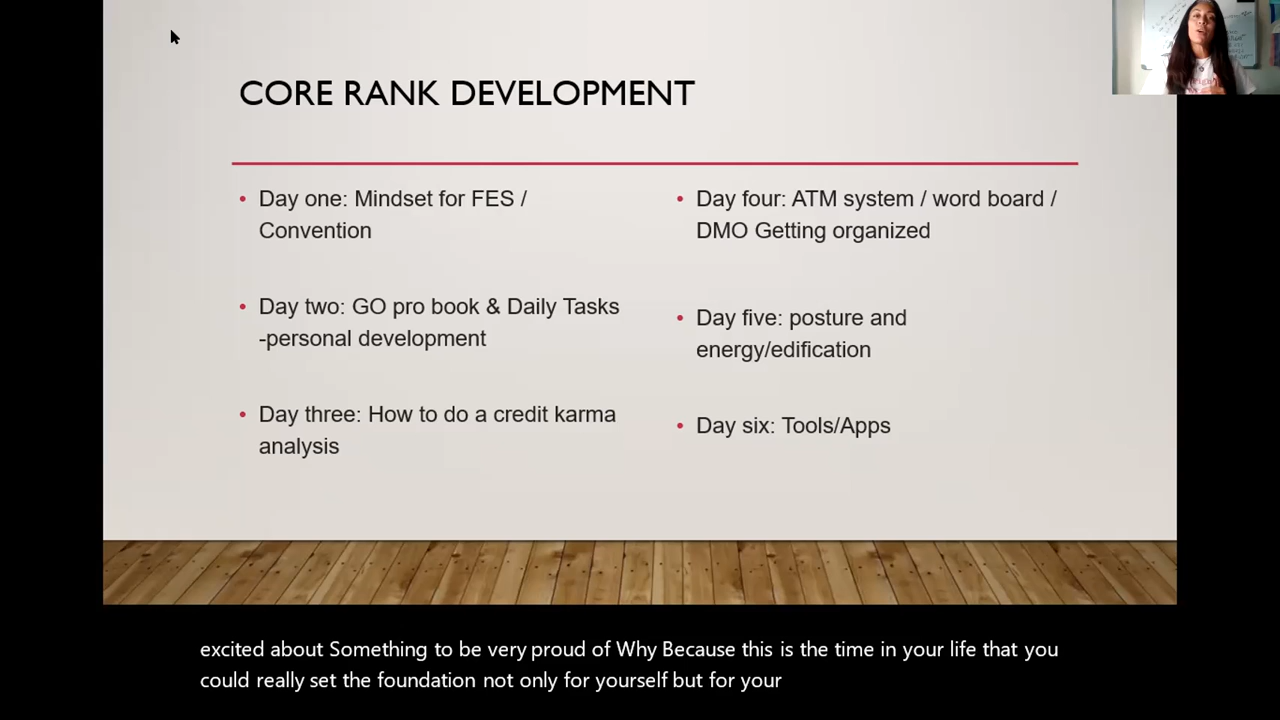 CORE RANK DEVELOPMENT
• Day one: Mindset for FES /
Convention
• Day two: GO pro book & Daily Tasks
-personal development
• Day three: How to do a credit karma
analysis
• Day four: ATM system / word board /
DMO Getting organized
• Day five: posture and
energy/edification
• Day six: Tools/Apps
excited about Something to be very proud of Why Because this is the time in your life that you
could really set the foundation not only for yourself but for your